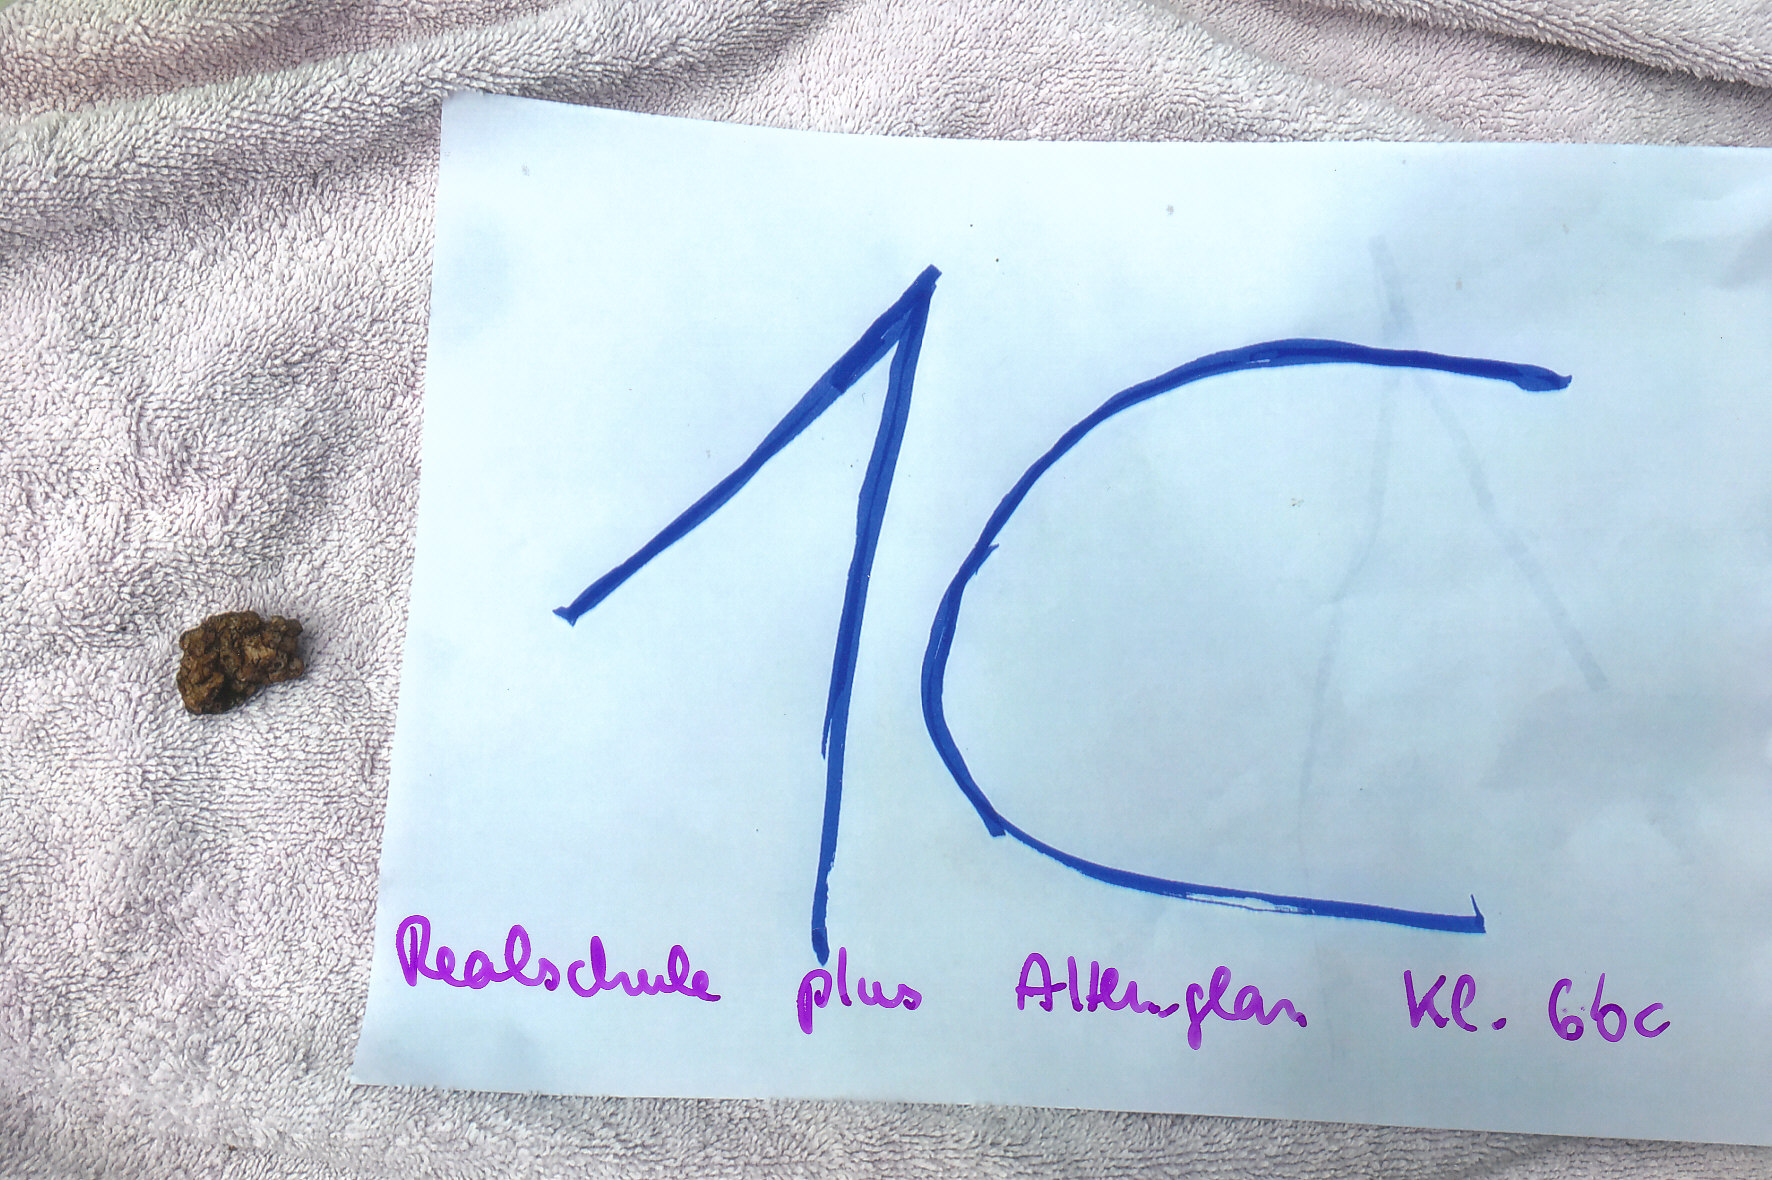 1C
Realschule plus Altenglan Kl. 6bc